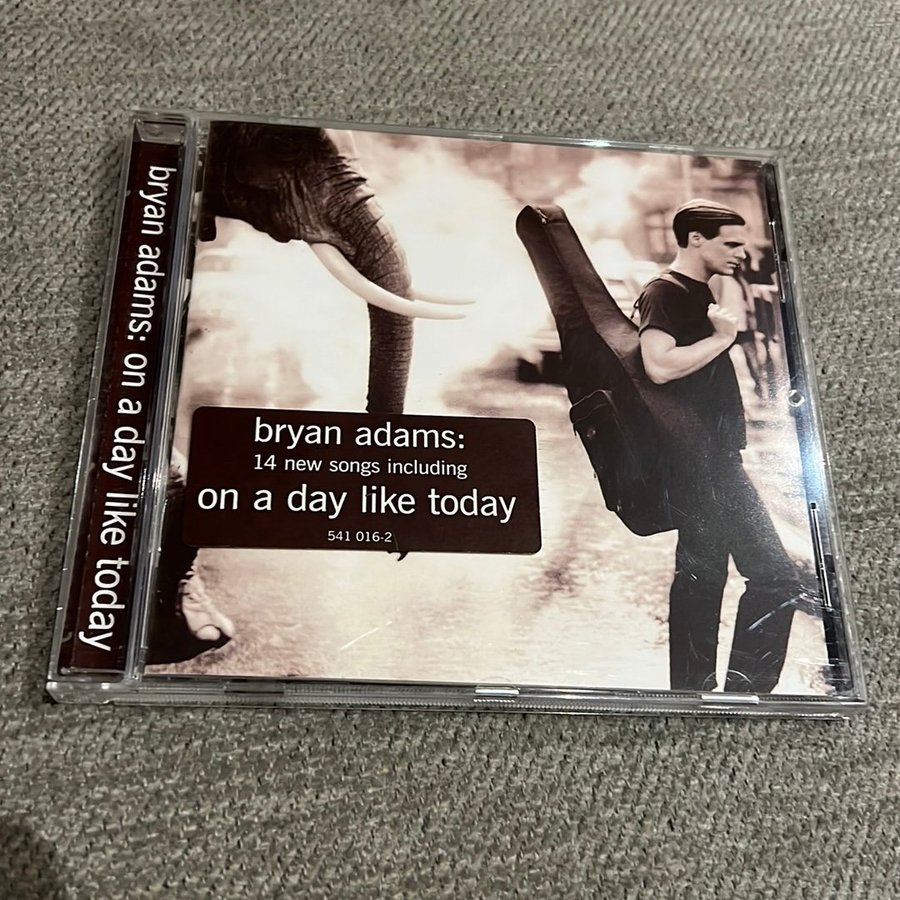 bryan adams: on a day like today
bryan adams:
14 new songs including
on a day like today
541 016-2